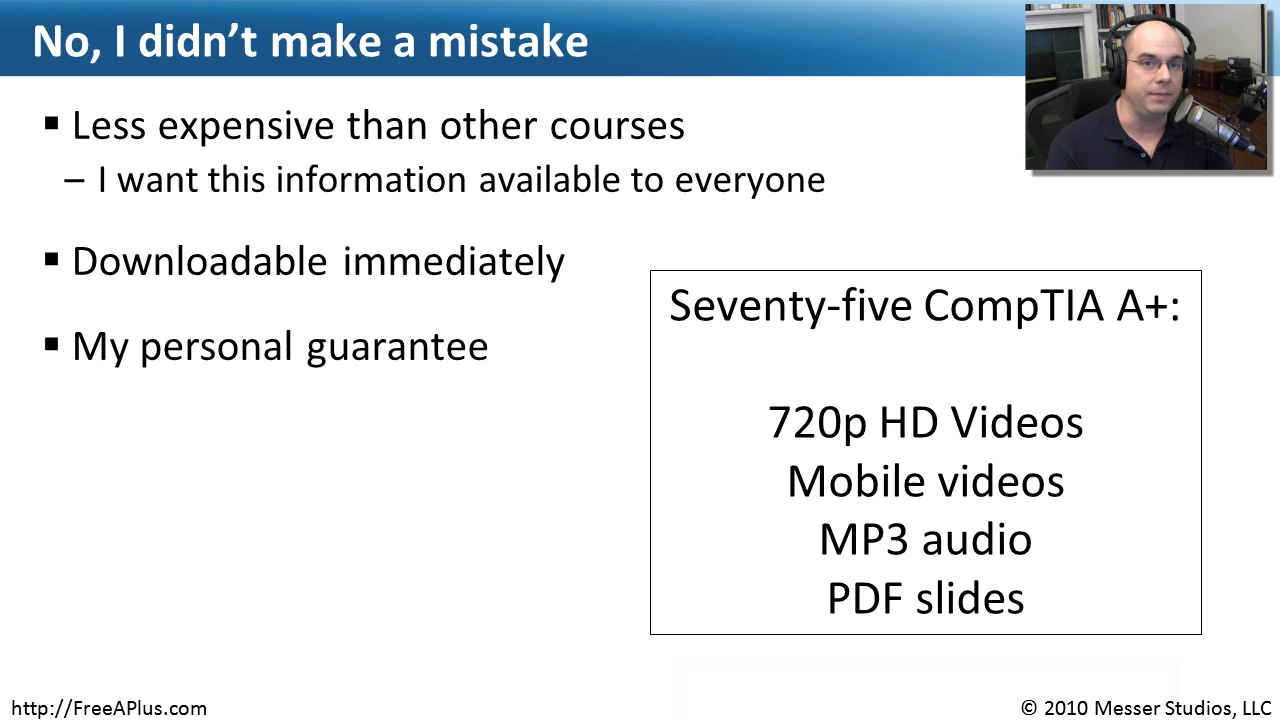 No, I didn’t make a mistake
▪ Less expensive than other courses
– I want this information available to everyone
▪ Downloadable immediately
▪ My personal guarantee
Seventy-five CompTIA A+:
720p HD Videos
Mobile videos
MP3 audio
PDF slides
http://FreeAPlus.com
© 2010 Messer Studios, LLC